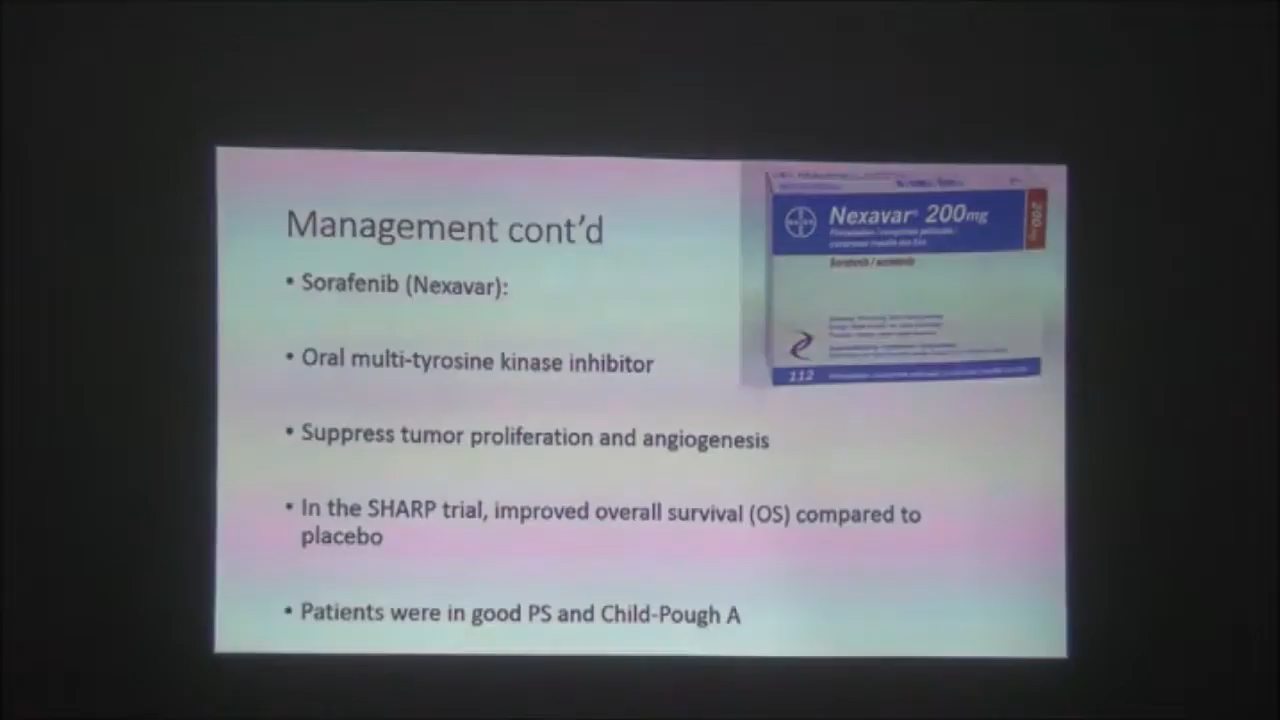 Management cont'd
• Sorafenib (Nexavar):
• Oral multi-tyrosine kinase inhibitor
• Suppress tumor proliferation and angiogenesis
• In the SHARP trial, improved overall survival (OS) compared to
placebo
• Patients were in good PS and Child-Pough A
Nexavar® 200mg
200mg
112